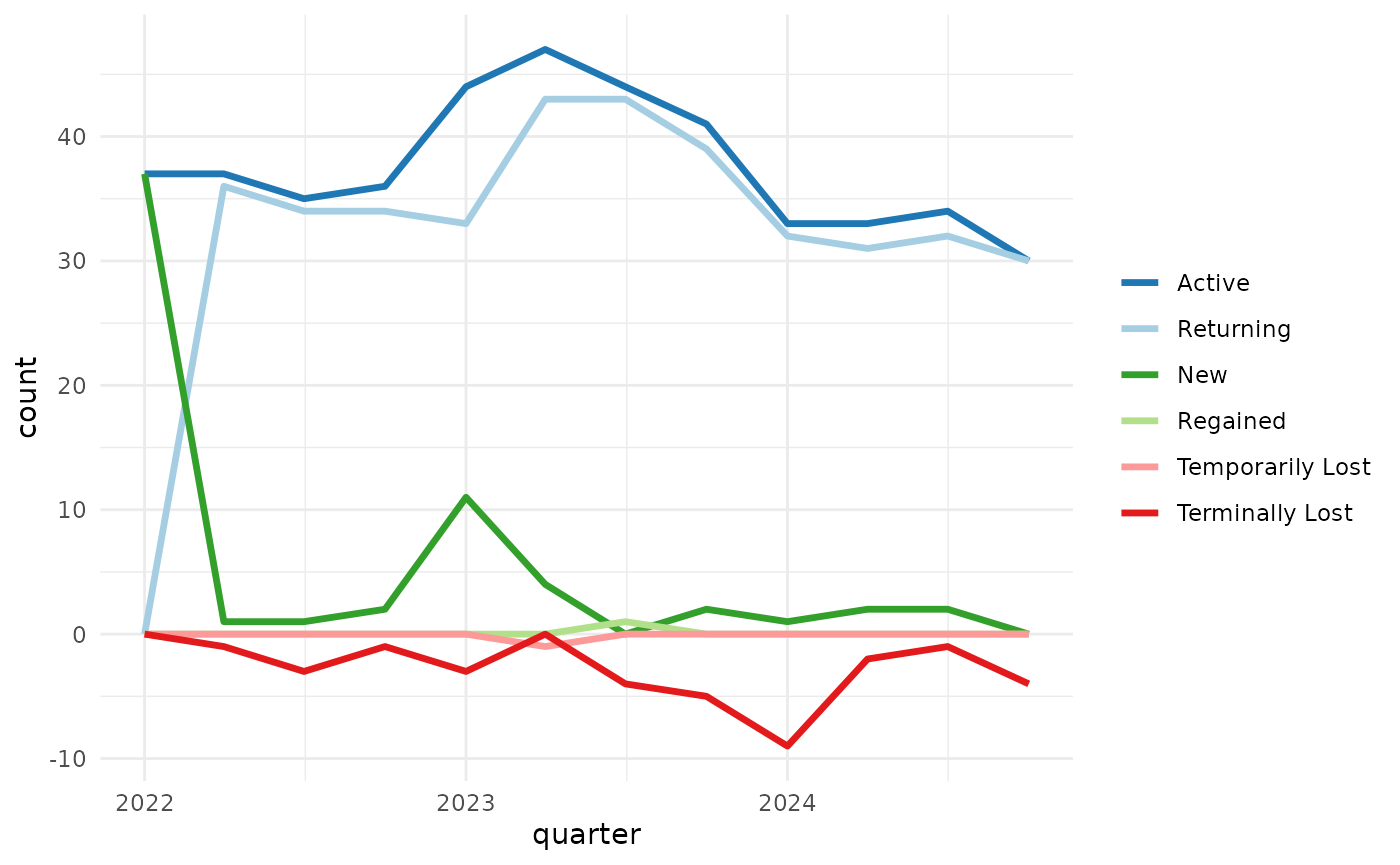 40
30
20
10
0
-10
count
2022
2023
2024
quarter
Active
Returning
New
Regained
Temporarily Lost
Terminally Lost